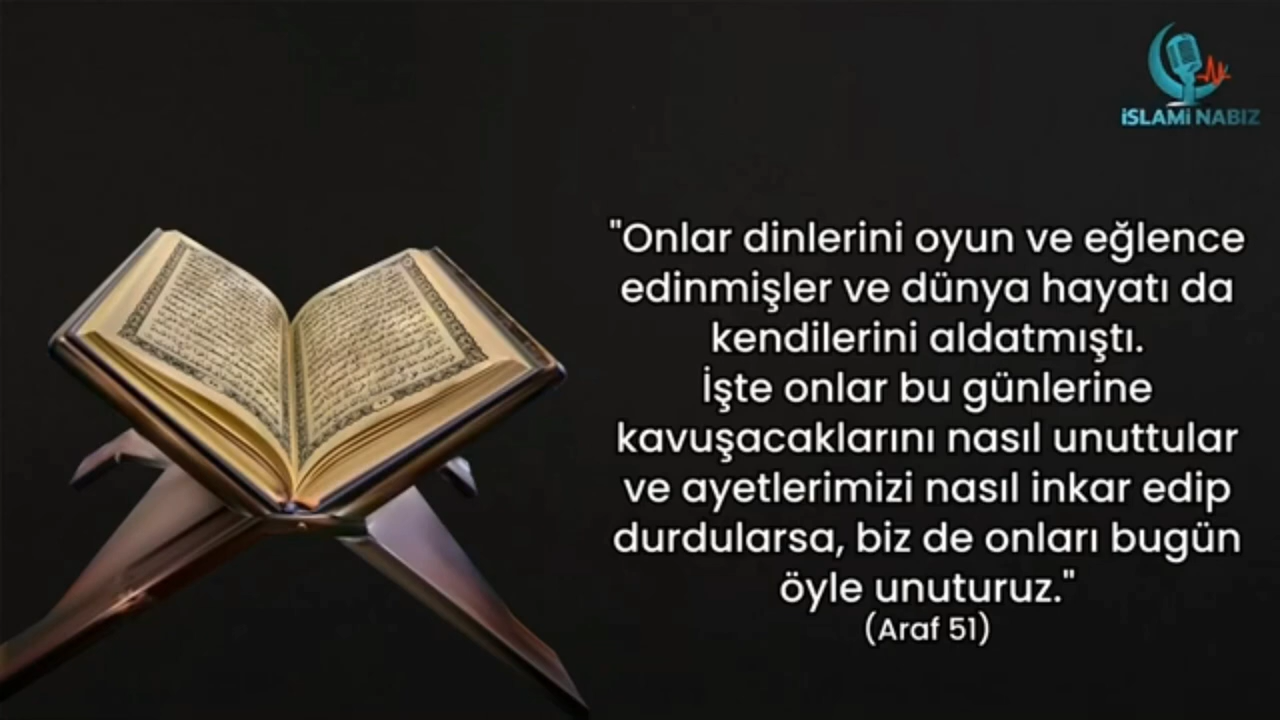 İSLAMİ NABIZ
"Onlar dinlerini oyun ve eğlence
edinmişler ve dünya hayatı da
kendilerini aldatmıştı.
İşte onlar bu günlerine
kavuşacaklarını nasıl unuttular
ve ayetlerimizi nasıl inkar edip
durdularsa, biz de onları bugün
öyle unuturuz."
(Araf 51)